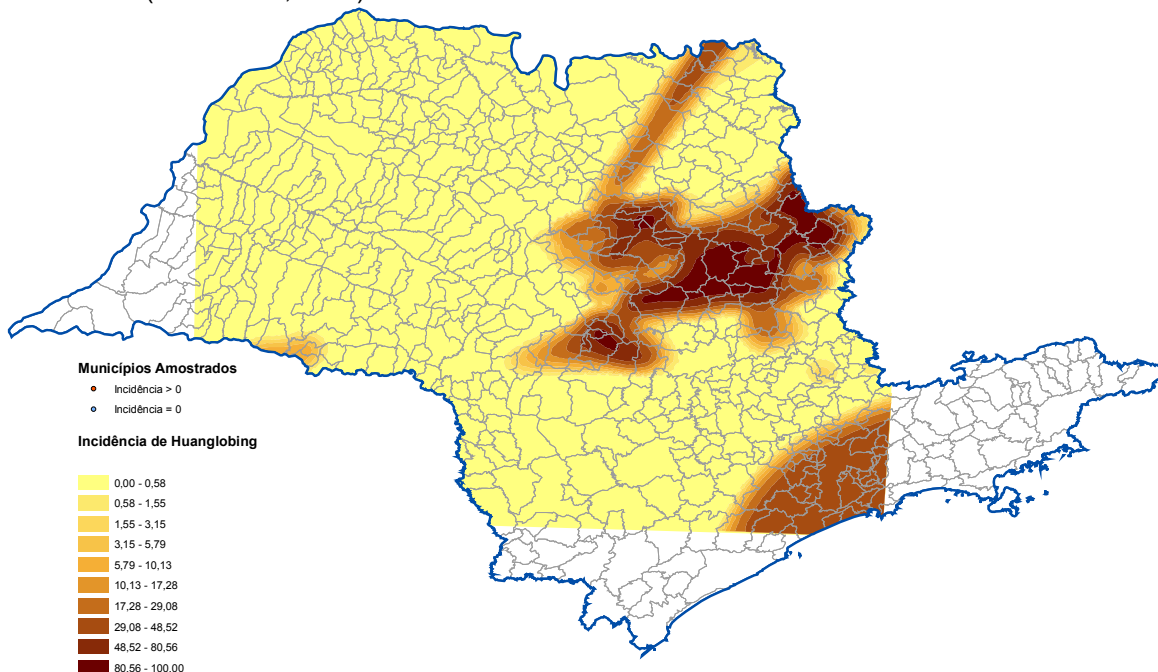 Municípios Amostrados
Incidência > 0
Incidência = 0
Incidência de Huanglobing
0,00 - 0,58
0,58 - 1,55
1,55 - 3,15
3,15 - 5,79
5,79 - 10,13
10,13 - 17,28
17,28 - 29,08
29,08 - 48,52
48,52 - 80,56
80,56 - 100,00